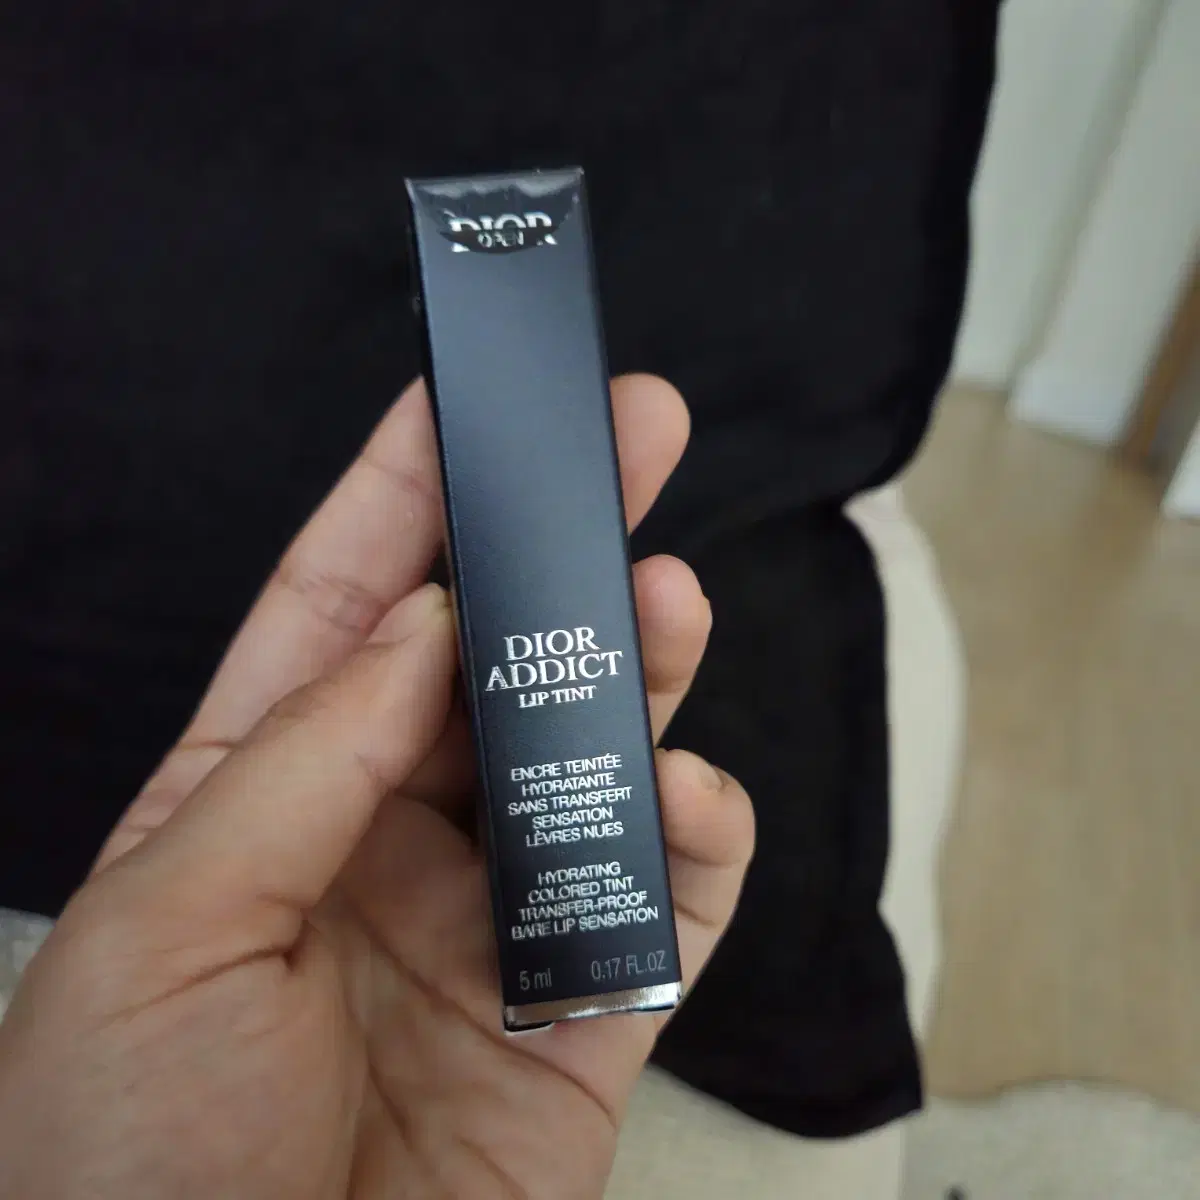 DIOR
OPEN
DIOR
ADDICT
LIP TINT
ENCRE TEINTÉE
HYDRATANTE
SANS TRANSFERT
SENSATION
LÈVRES NUES
HYDRATING
COLORED TINT
TRANSFER-PROOF
BARE LIP SENSATION
5 ml 0.17 FL.OZ